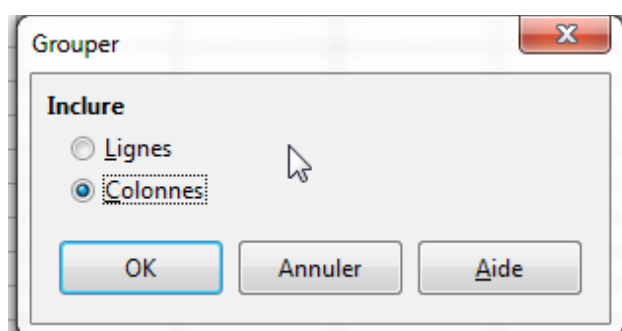 Grouper
Inclure
Lignes
Colonnes
OK Annuler Aide